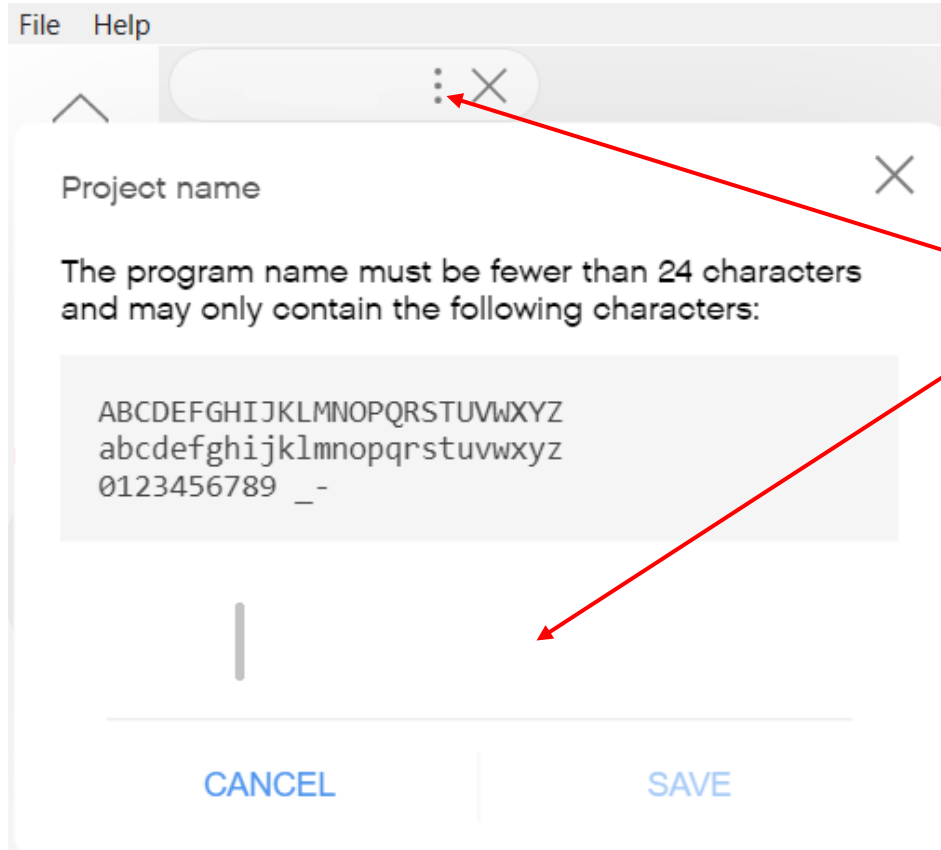 File Help
Project name
The program name must be fewer than 24 characters
and may only contain the following characters:
ABCDEFGHIJKLMNOPQRSTUVWXYZ
abcdefghijklmnopqrstuvwxyz
0123456789 _-
CANCEL SAVE